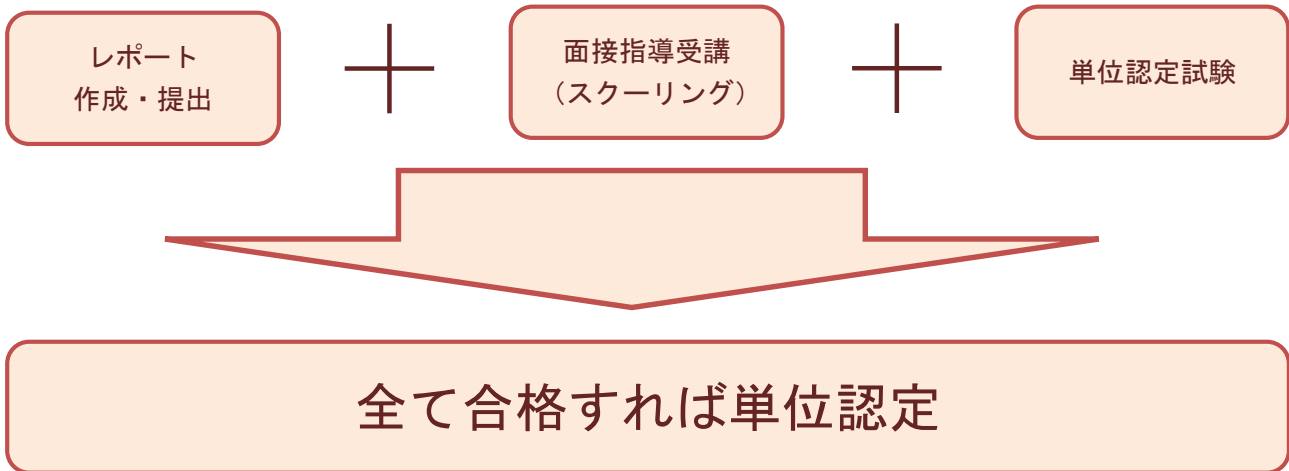 レポート
作成・提出
面接指導受講
（スクーリング）
単位認定試験
全て合格すれば単位認定